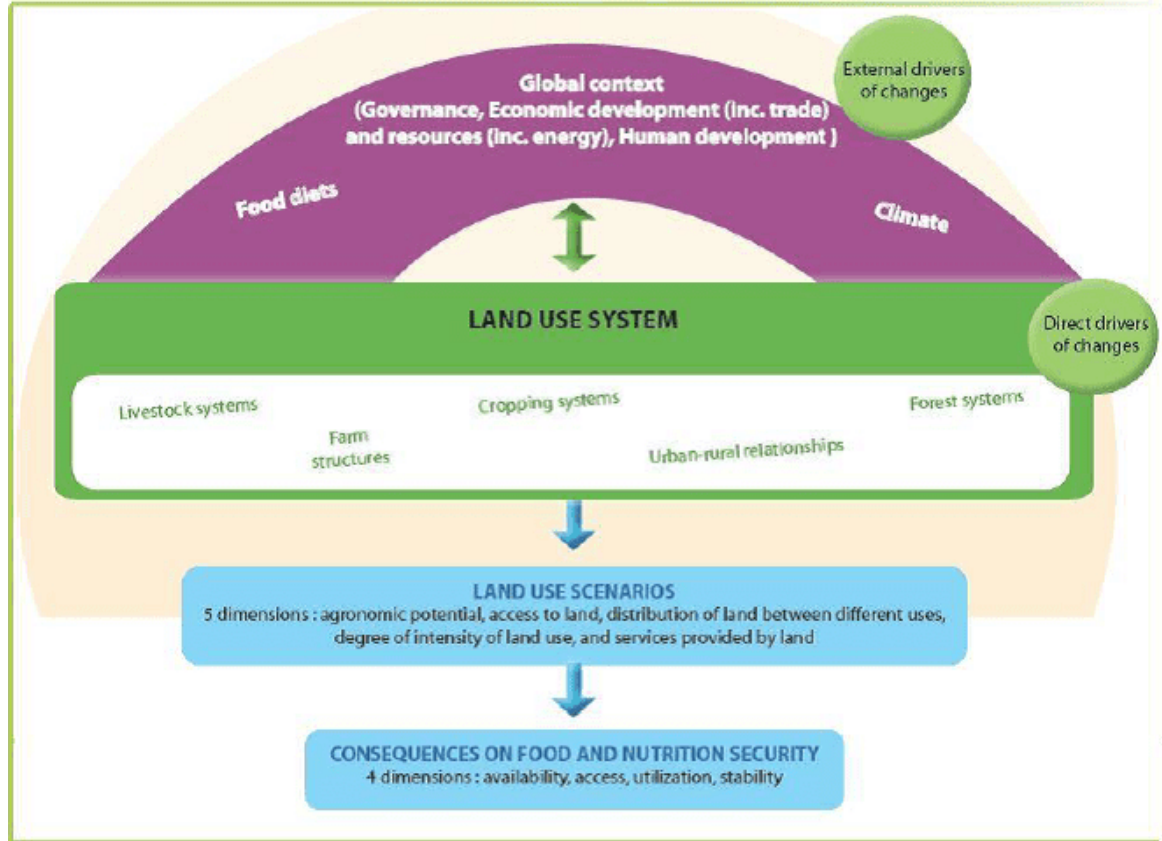 Global context
(Governance, Economic development (inc. trade)
and resources (inc. energy), Human development )
External drivers
of changes
Food diets
Climate
LAND USE SYSTEM
Direct drivers
of changes
Livestock systems
Cropping systems
Forest systems
Farm
structures
Urban-rural relationships
LAND USE SCENARIOS
5 dimensions : agronomic potential, access to land, distribution of land between different uses,
degree of intensity of land use, and services provided by land
CONSEQUENCES ON FOOD AND NUTRITION SECURITY
4 dimensions : availability, access, utilization, stability